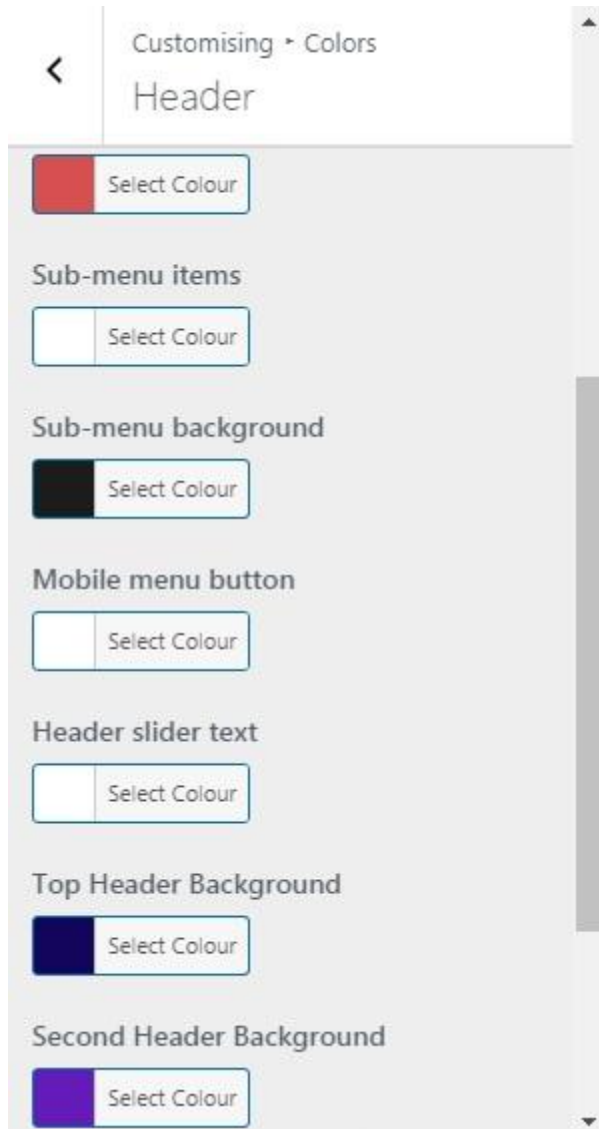 Customising ▸ Colors
Header
Select Colour
Sub-menu items
Select Colour
Sub-menu background
Select Colour
Mobile menu button
Select Colour
Header slider text
Select Colour
Top Header Background
Select Colour
Second Header Background
Select Colour